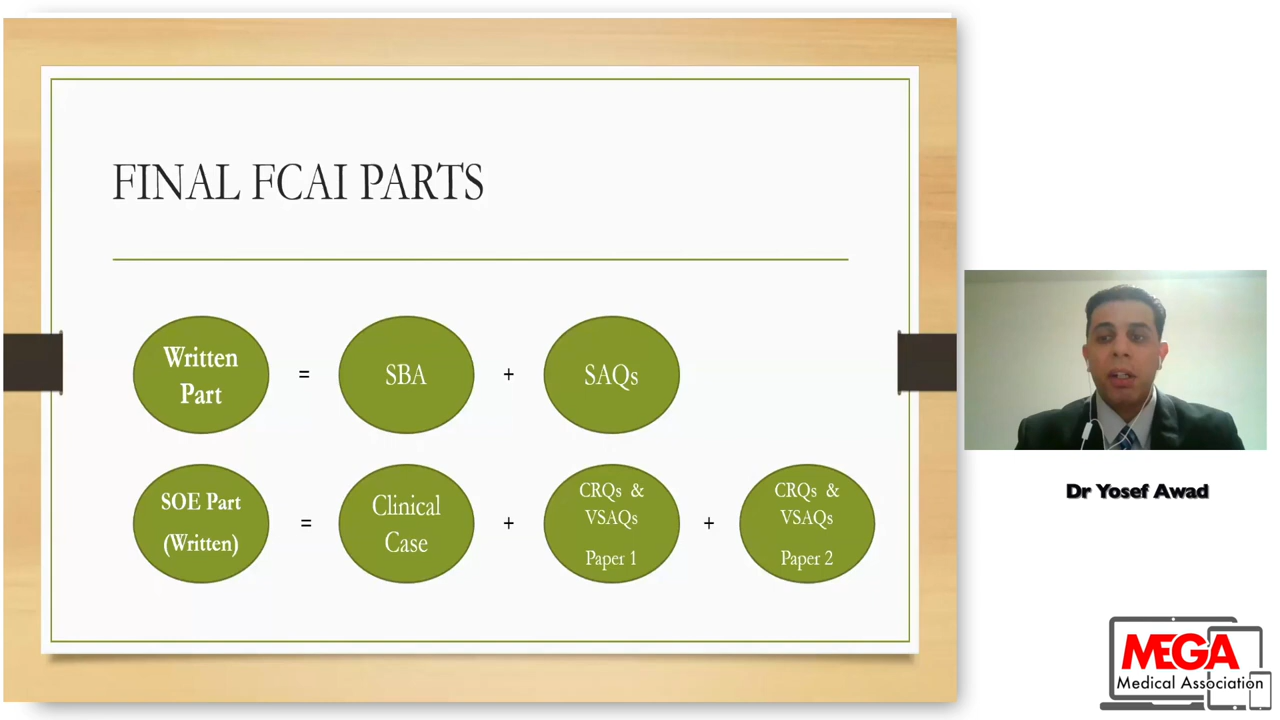 FINAL FCAI PARTS
Written
Part
=
SBA
+
SAQs
SOE Part
(Written)
=
Clinical
Case
+
CRQs &
VSAQs
Paper 1
+
CRQs &
VSAQs
Paper 2
Dr Yosef Awad
MEGA
Medical Association